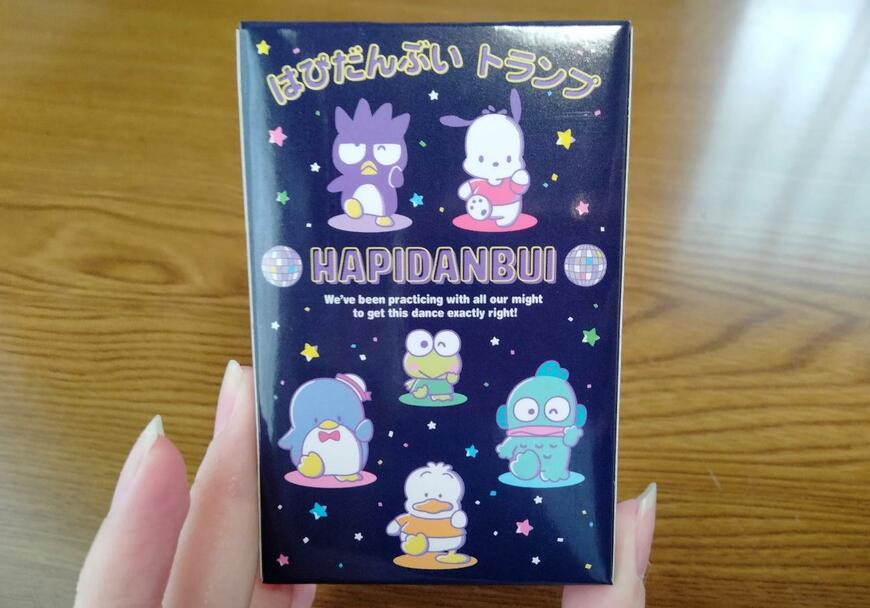 はぴだんぶい トランプ
HAPIDANBUI
We've been practicing with all our might
to get this dance exactly right!